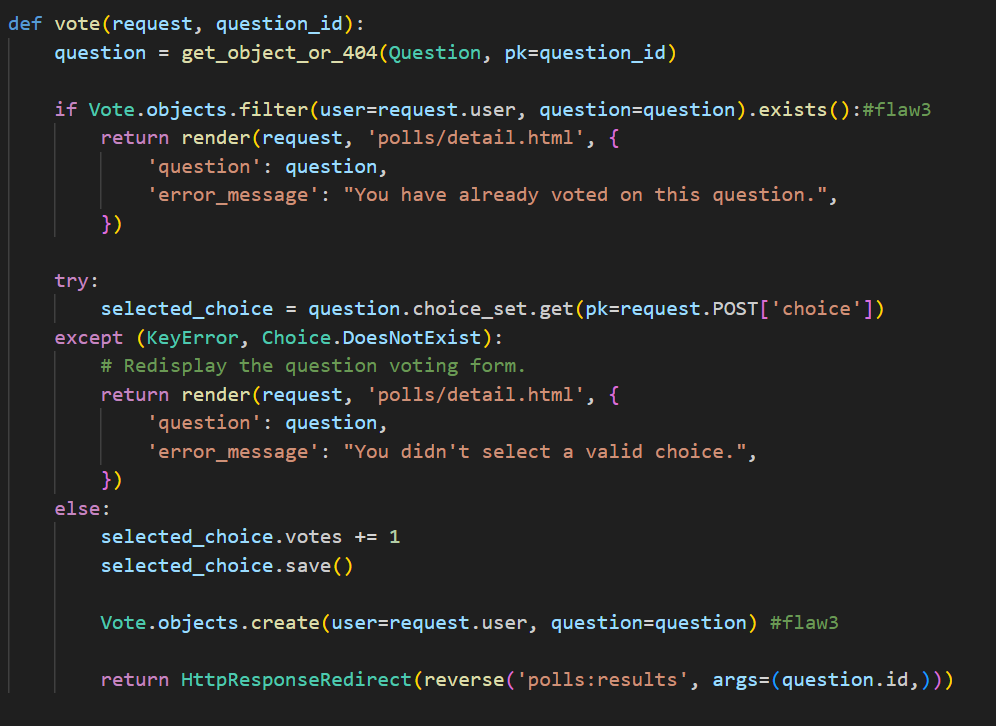 def vote(request, question_id):
    question = get_object_or_404(Question, pk=question_id)

    if Vote.objects.filter(user=request.user, question=question).exists():#flaw3
        return render(request, 'polls/detail.html', {
            'question': question,
            'error_message': "You have already voted on this question.",
        })

    try:
        selected_choice = question.choice_set.get(pk=request.POST['choice'])
    except (KeyError, Choice.DoesNotExist):
        # Redisplay the question voting form.
        return render(request, 'polls/detail.html', {
            'question': question,
            'error_message': "You didn't select a valid choice.",
        })
    else:
        selected_choice.votes += 1
        selected_choice.save()

        Vote.objects.create(user=request.user, question=question) #flaw3

        return HttpResponseRedirect(reverse('polls:results', args=(question.id,)))